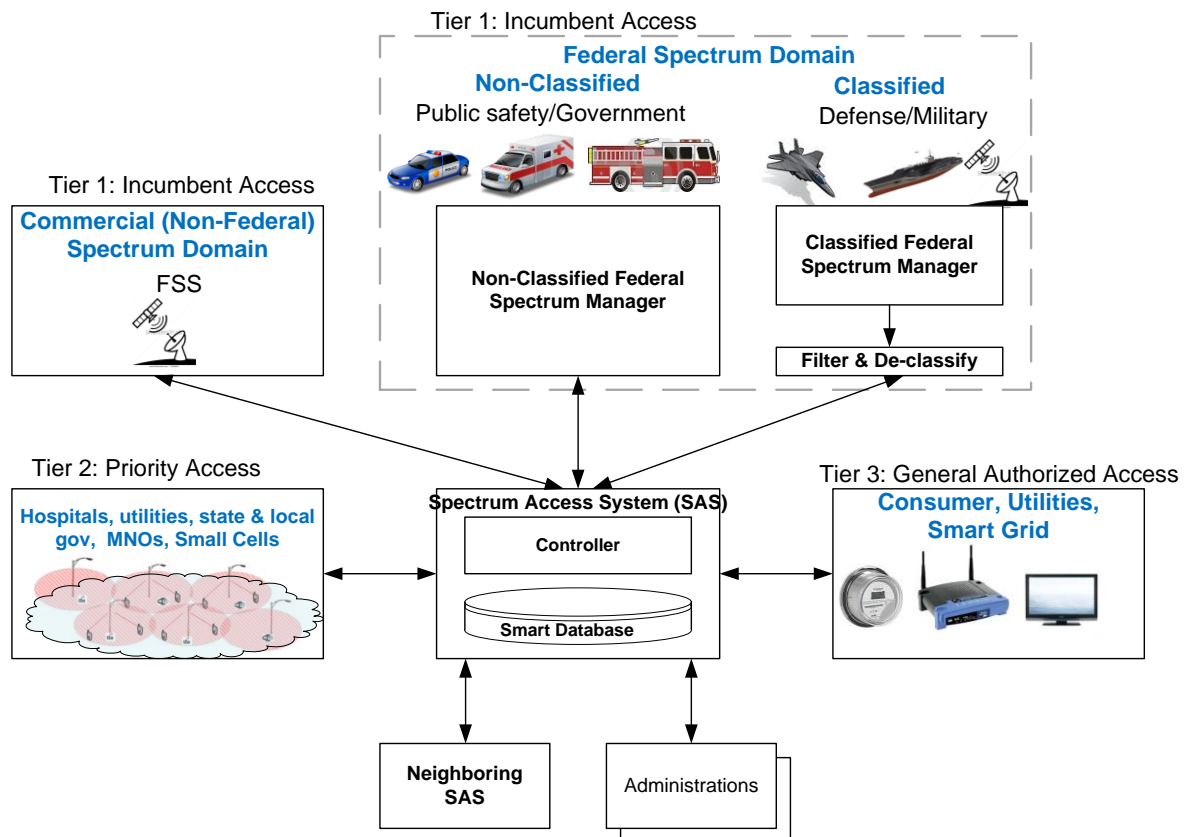 Tier 1: Incumbent Access
Federal Spectrum Domain
Non-Classified
Public safety/Government
Classified
Defense/Military
Tier 1: Incumbent Access
Commercial (Non-Federal)
Spectrum Domain
FSS
Non-Classified Federal
Spectrum Manager
Classified Federal
Spectrum Manager
Filter & De-classify
Tier 2: Priority Access
Hospitals, utilities, state & local
gov, MNOs, Small Cells
Spectrum Access System (SAS)
Controller
Smart Database
Tier 3: General Authorized Access
Consumer, Utilities,
Smart Grid
Neighboring
SAS
Administrations